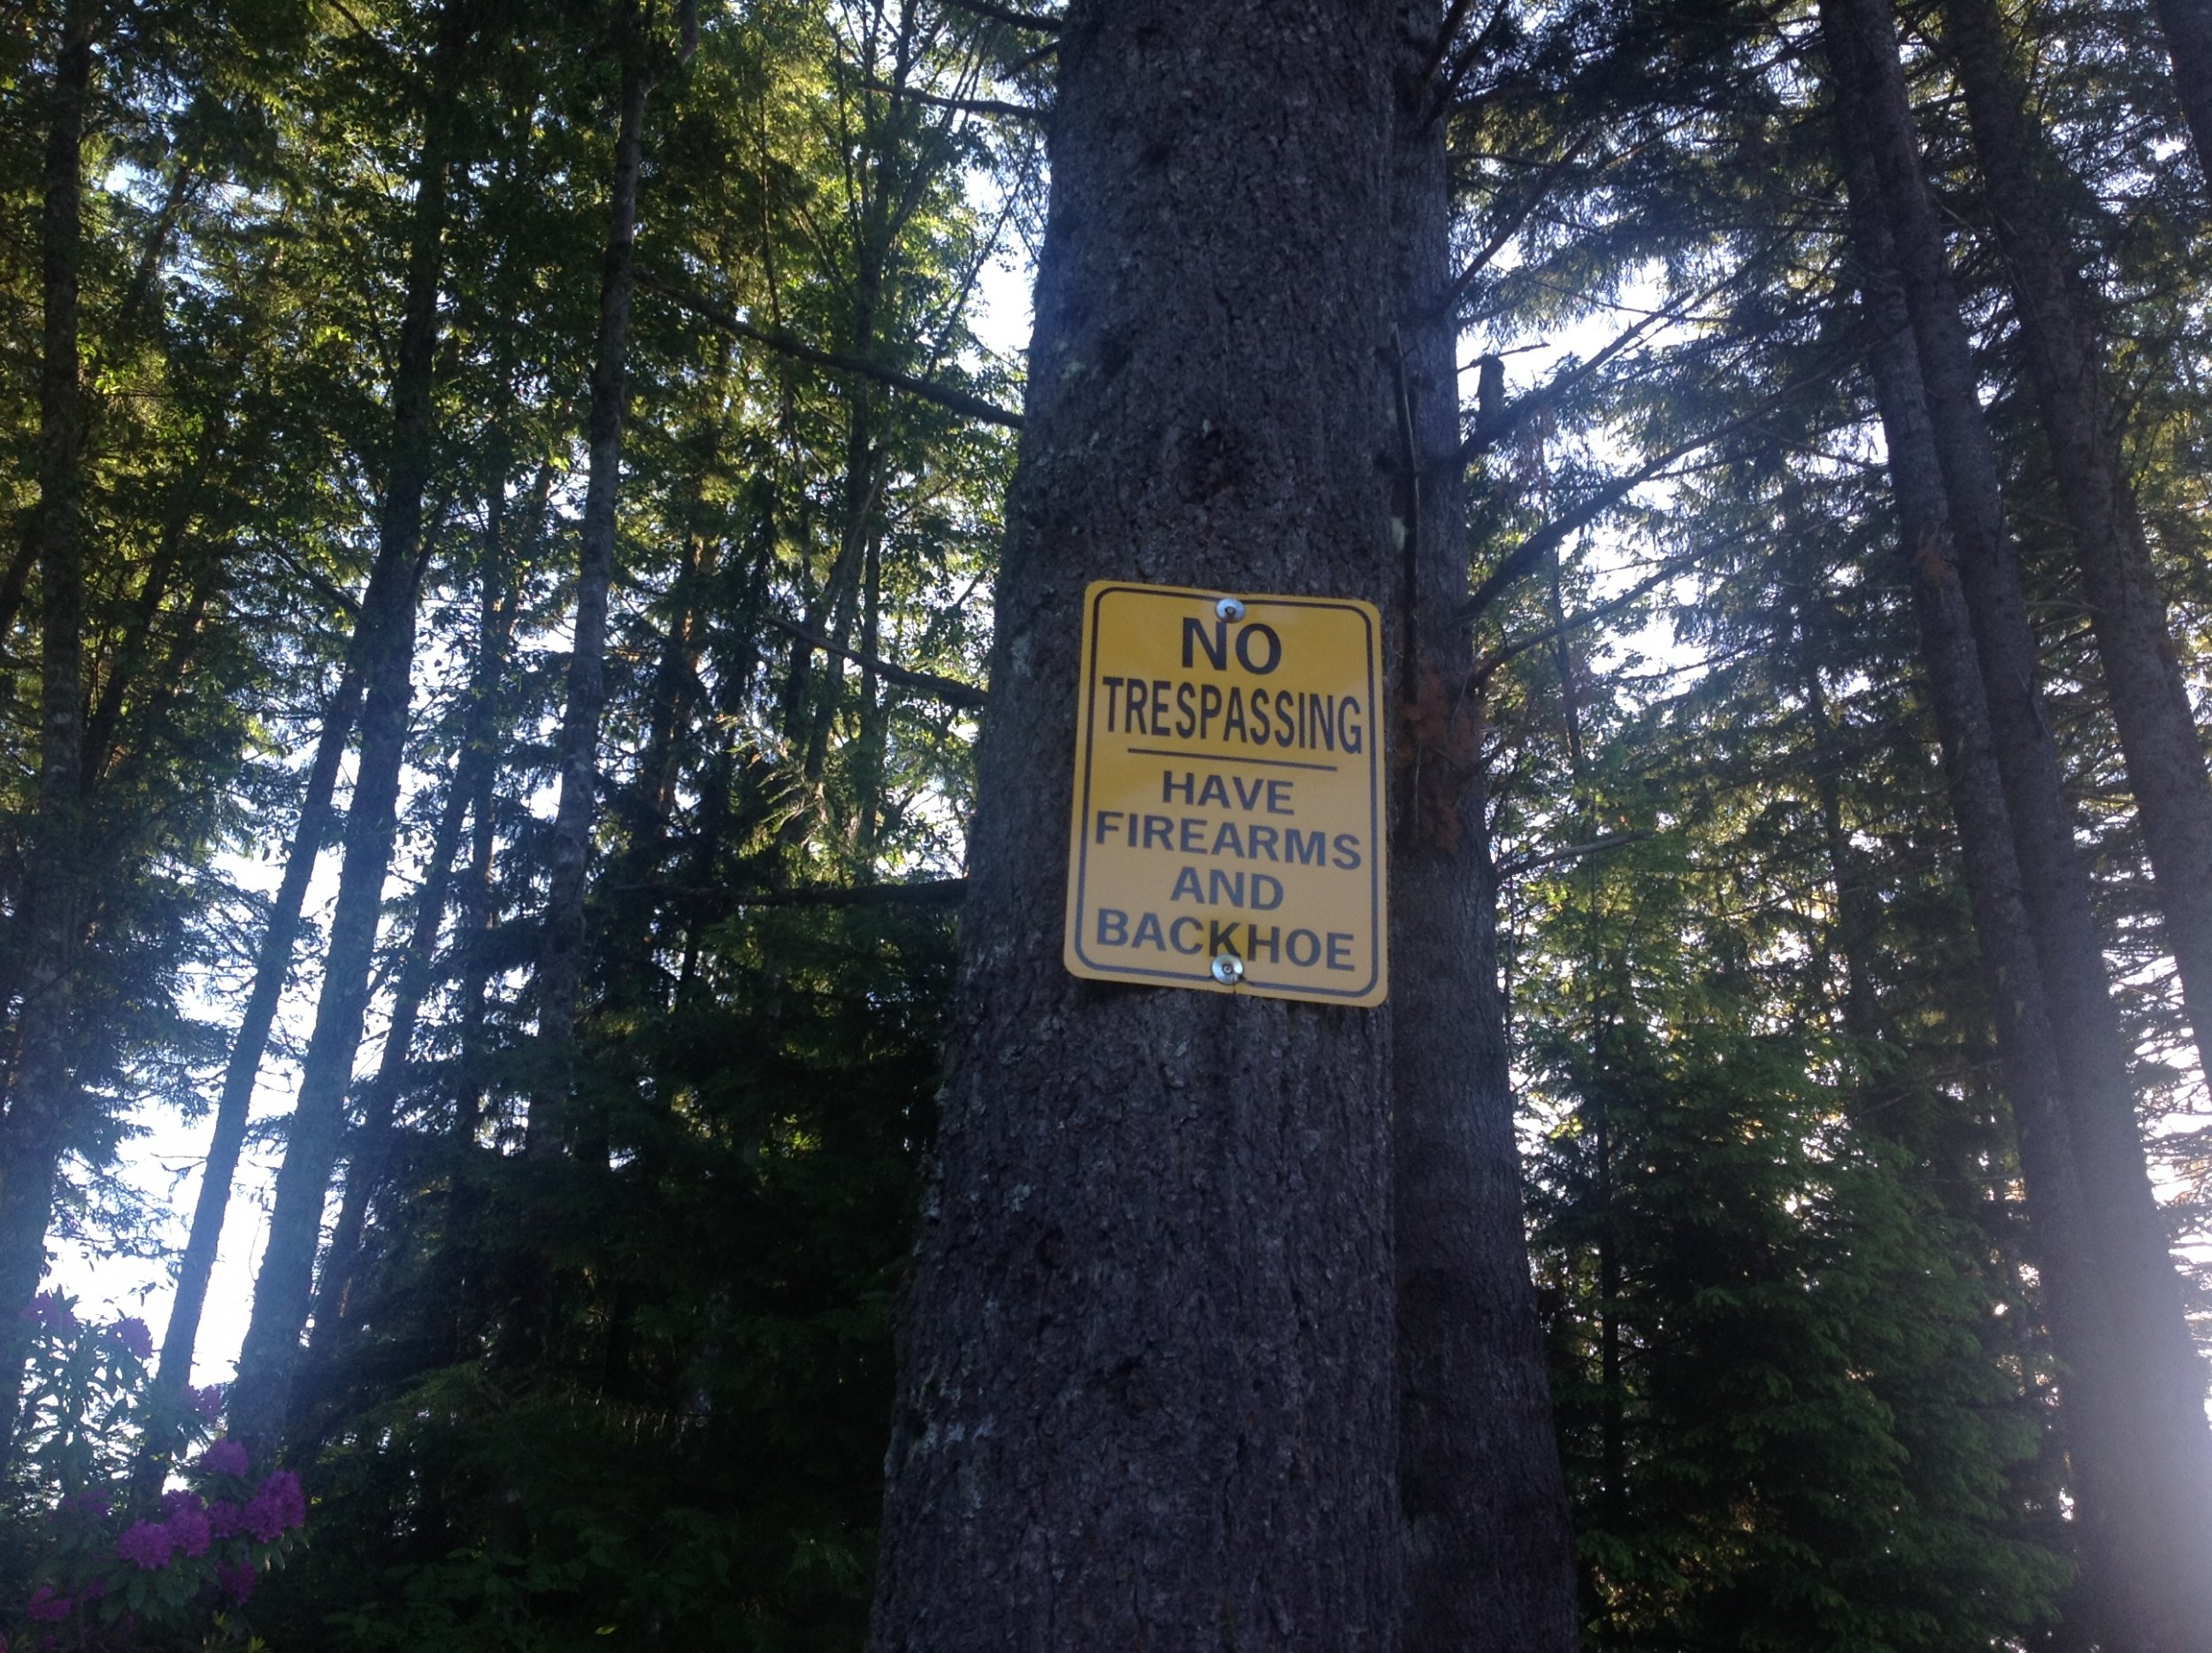 NO
TRESPASSING
HAVE
FIREARMS
AND
BACKHOE